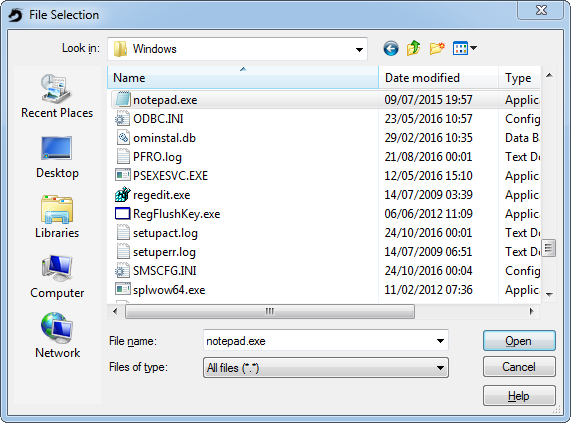 File Selection
Look in: Windows
Name Date modified Type
notepad.exe 09/07/2015 19:57 Applic
ODBC.INI 23/05/2016 10:57 Config
ominstal.db 29/02/2016 10:35 Data B
PFRO.log 21/08/2016 00:01 Text Do
PSEXESVC.EXE 12/05/2016 15:10 Applic
regedit.exe 14/07/2009 03:39 Applic
RegFlushKey.exe 06/06/2012 11:09 Applic
setupact.log 24/10/2016 00:01 Text Do
setuperr.log 14/07/2009 06:51 Text Do
SMSCFG.INI 24/10/2016 00:04 Config
splwow64.exe 11/02/2012 07:36 Applic
Recent Places
Desktop
Libraries
Computer
Network
File name: notepad.exe Open
Files of type: All files (*.*) Cancel
Help